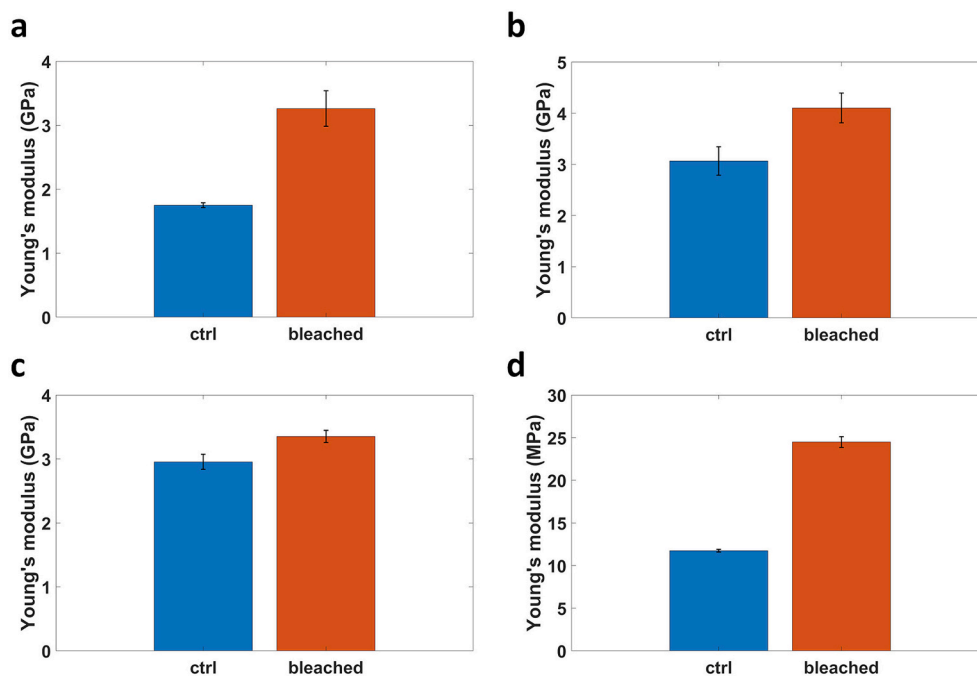 a
Young's modulus (GPa)
4
3
2
1
0
ctrl
bleached
b
Young's modulus (GPa)
5
4
3
2
1
0
ctrl
bleached
c
Young's modulus (GPa)
4
3
2
1
0
ctrl
bleached
d
Young's modulus (MPa)
30
25
20
15
10
5
0
ctrl
bleached